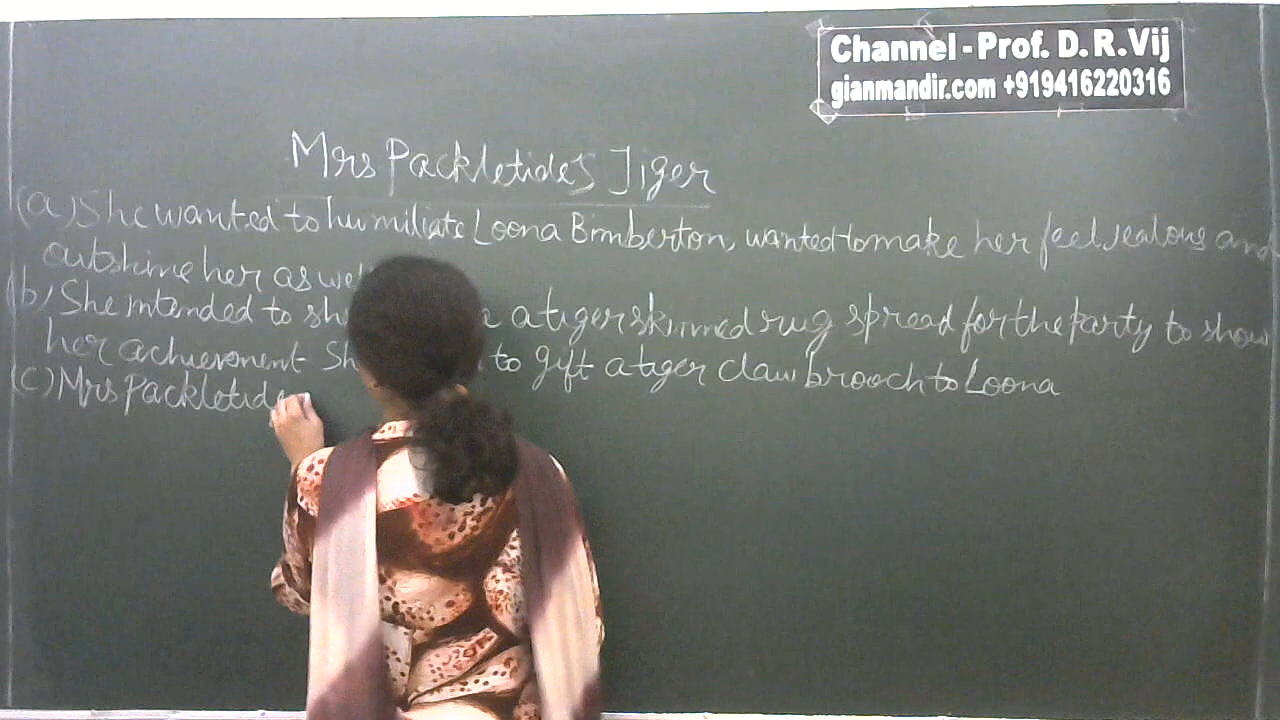 Channel - Prof. D. R. Vij
gianmandir.com +919416220316
Mrs Packletide's Tiger
(a) She wanted to humiliate Loona Bimberton, wanted to make her feel jealous and
outshine her as well
(b) She intended to a tiger skinned rug spread for the party to show
her achievement She to gift a tiger claw brooch to Loona
(c) Mrs Packletide